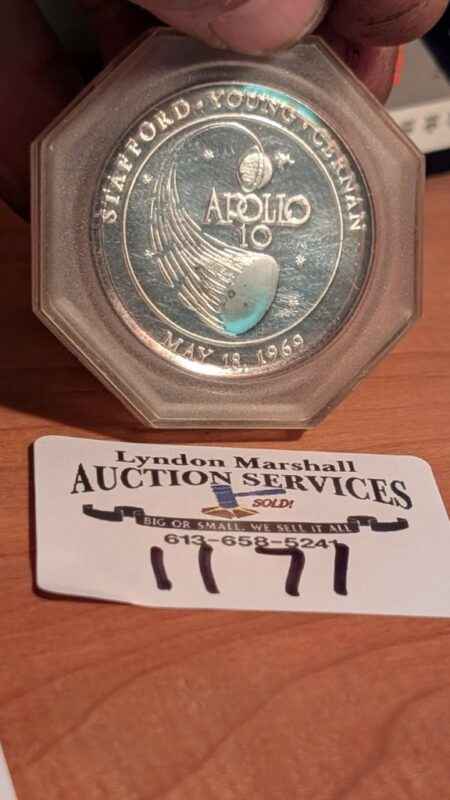 STAFFORD · YOUNG · CERNAN
APOLLO
10
MAY 18, 1969
Lyndon Marshall
AUCTION SERVICES
SOLD!
BIG OR SMALL, WE SELL IT ALL
613-658-5241
1171